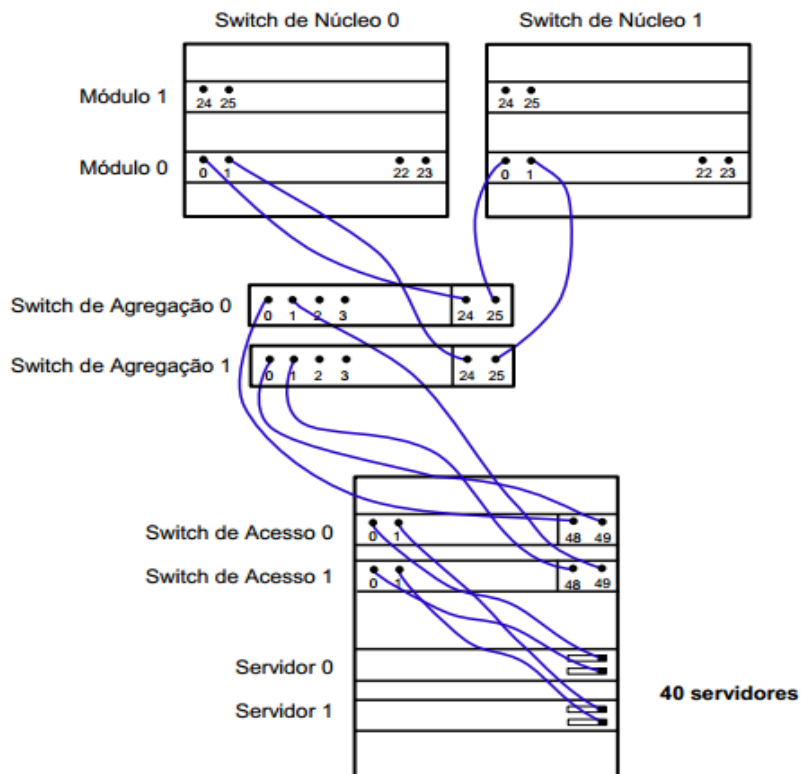 Switch de Núcleo 0 Switch de Núcleo 1
Módulo 1
24 25
24 25
Módulo 0
0 1 22 23
0 1 22 23
Switch de Agregação 0
0 1 2 3 24 25
Switch de Agregação 1
0 1 2 3 24 25
Switch de Acesso 0
0 1 48 49
Switch de Acesso 1
0 1 48 49
Servidor 0
Servidor 1
40 servidores